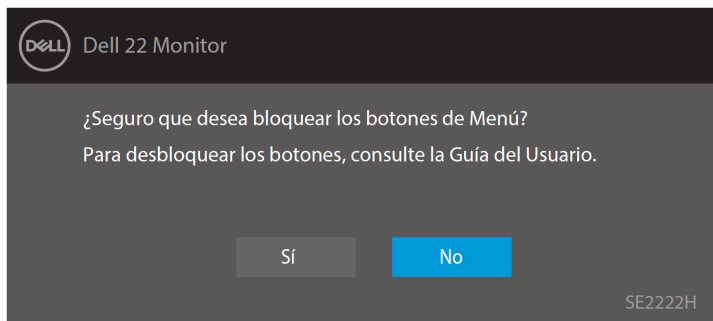 DELL
Dell 22 Monitor
¿Seguro que desea bloquear los botones de Menú?
Para desbloquear los botones, consulte la Guía del Usuario.
Sí
No
SE2222H